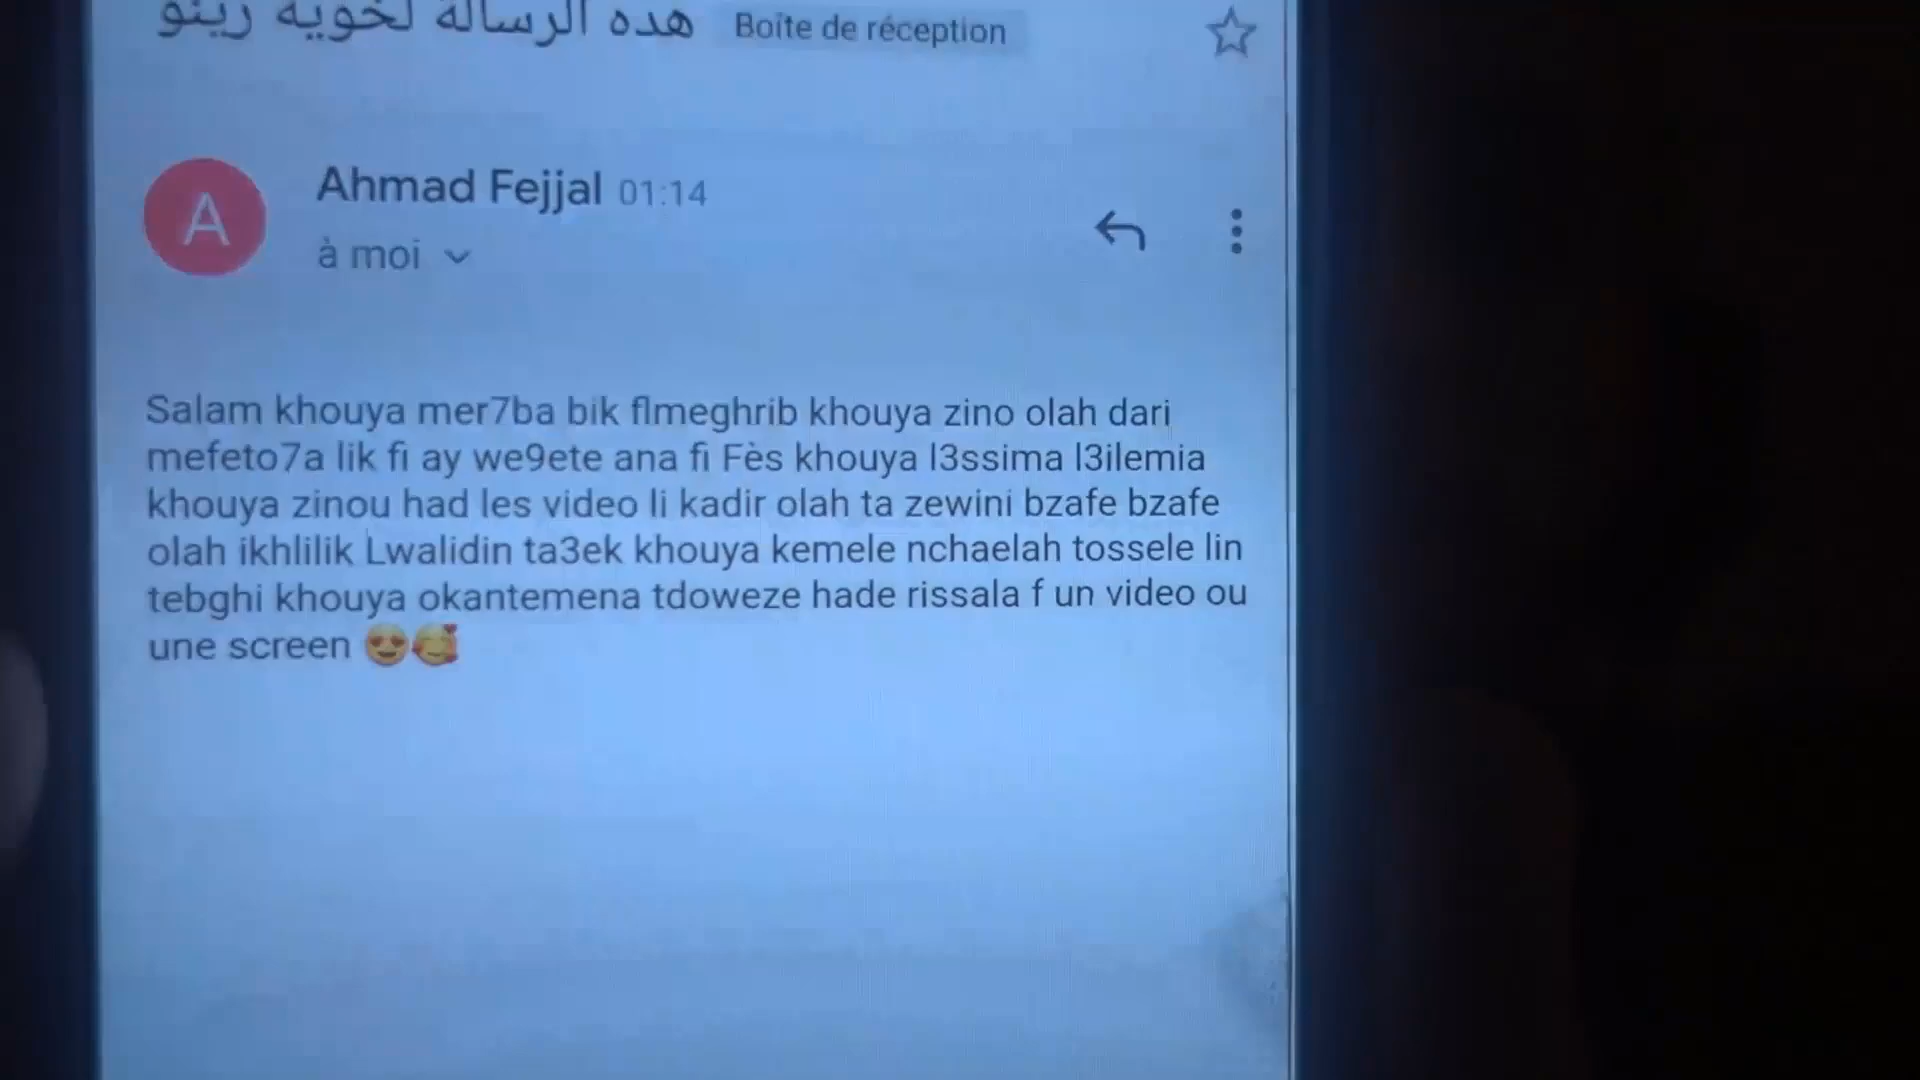 هده الرسالة لخويه زينو Boîte de réception
Ahmad Fejjal 01:14
A
à moi
Salam khouya mer7ba bik flmeghrib khouya zino olah dari
mefeto7a lik fi ay we9ete ana fi Fès khouya l3ssima l3ilemia
khouya zinou had les video li kadir olah ta zewini bzafe bzafe
olah ikhlilik Lwalidin ta3ek khouya kemele nchaelah tossele lin
tebghi khouya okantemena tdoweze hade rissala f un video ou
une screen 😍🥰